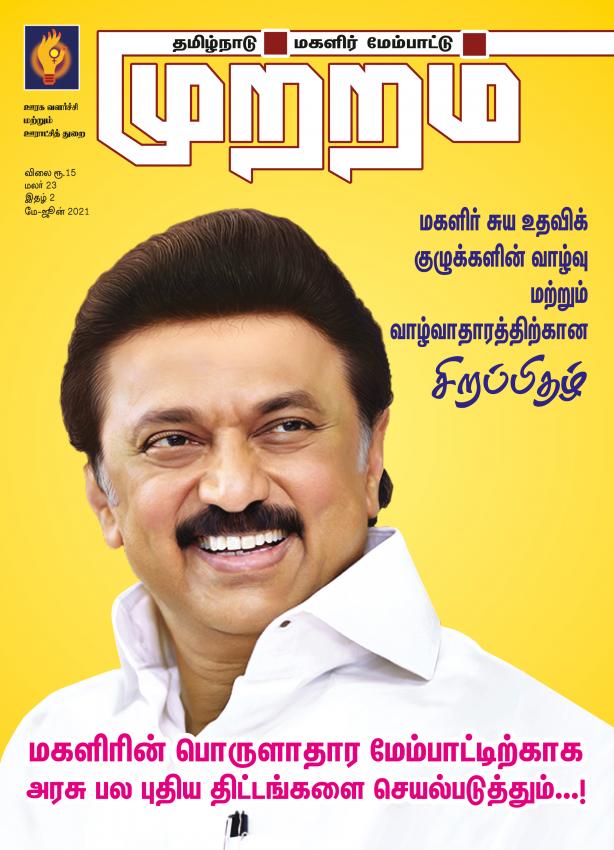 தமிழ்நாடு மகளிர் மேம்பாட்டு
முற்றம்
ஊரக வளர்ச்சி
மற்றும்
ஊராட்சித் துறை
விலை ரூ.15
மலர் 23
இதழ் 2
மே-ஜூன் 2021
மகளிர் சுய உதவிக்
குழுக்களின் வாழ்வு
மற்றும்
வாழ்வாதாரத்திற்கான
சிறப்பிதழ்
மகளிரின் பொருளாதார மேம்பாட்டிற்காக
அரசு பல புதிய திட்டங்களை செயல்படுத்தும்...!